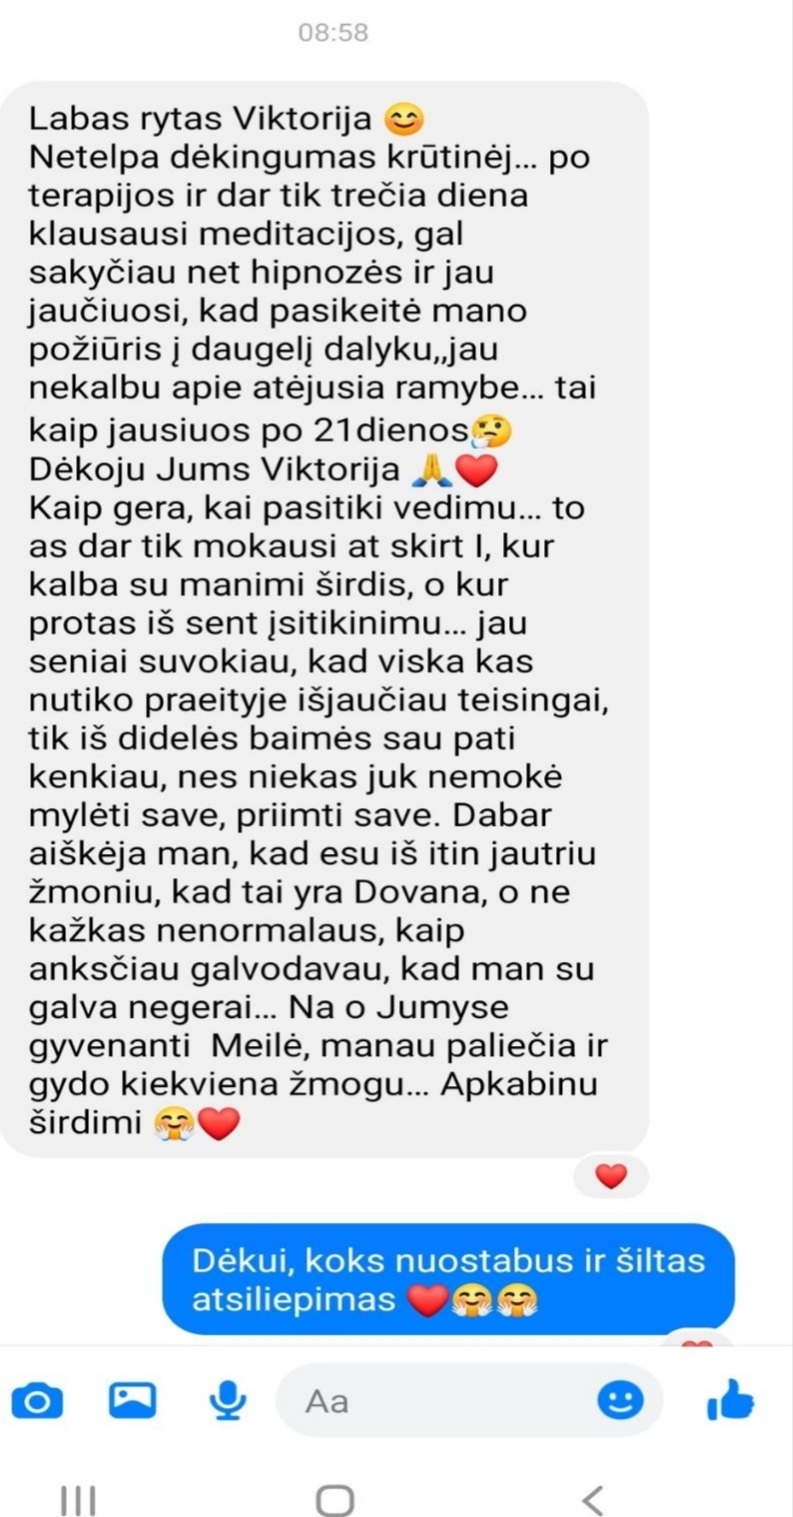 08:58
Labas rytas Viktorija 😊
Netelpa dėkingumas krūtinėj... po
terapijos ir dar tik trečia diena
klausausi meditacijos, gal
sakyčiau net hipnozės ir jau
jaučiuosi, kad pasikeitė mano
požiūris į daugelį dalyku,,jau
nekalbu apie atėjusia ramybe... tai
kaip jausiuos po 21dienos🤔
Dėkoju Jums Viktorija 🙏❤️
Kaip gera, kai pasitiki vedimu... to
as dar tik mokausi at skirt I, kur
kalba su manimi širdis, o kur
protas iš sent įsitikinimu... jau
seniai suvokiau, kad viska kas
nutiko praeityje išjaučiau teisingai,
tik iš didelės baimės sau pati
kenkiau, nes niekas juk nemokė
mylėti save, priimti save. Dabar
aiškėja man, kad esu iš itin jautriu
žmoniu, kad tai yra Dovana, o ne
kažkas nenormalaus, kaip
anksčiau galvodavau, kad man su
galva negerai... Na o Jumyse
gyvenanti  Meilė, manau paliečia ir
gydo kiekviena žmogu... Apkabinu
širdimi 🤗❤️
❤️
Dėkui, koks nuostabus ir šiltas
atsiliepimas ❤️🤗🤗
Aa